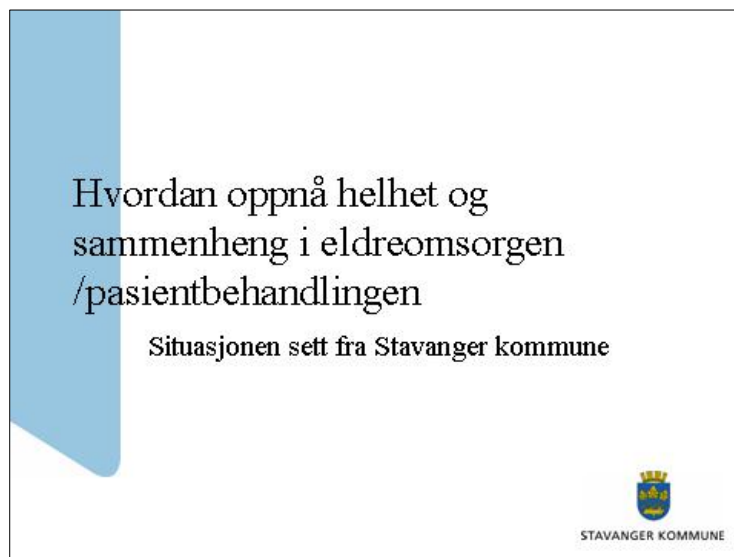 Hvordan oppnå helhet og
sammenheng i eldreomsorgen
/pasientbehandlingen
Situasjonen sett fra Stavanger kommune
STAVANGER KOMMUNE